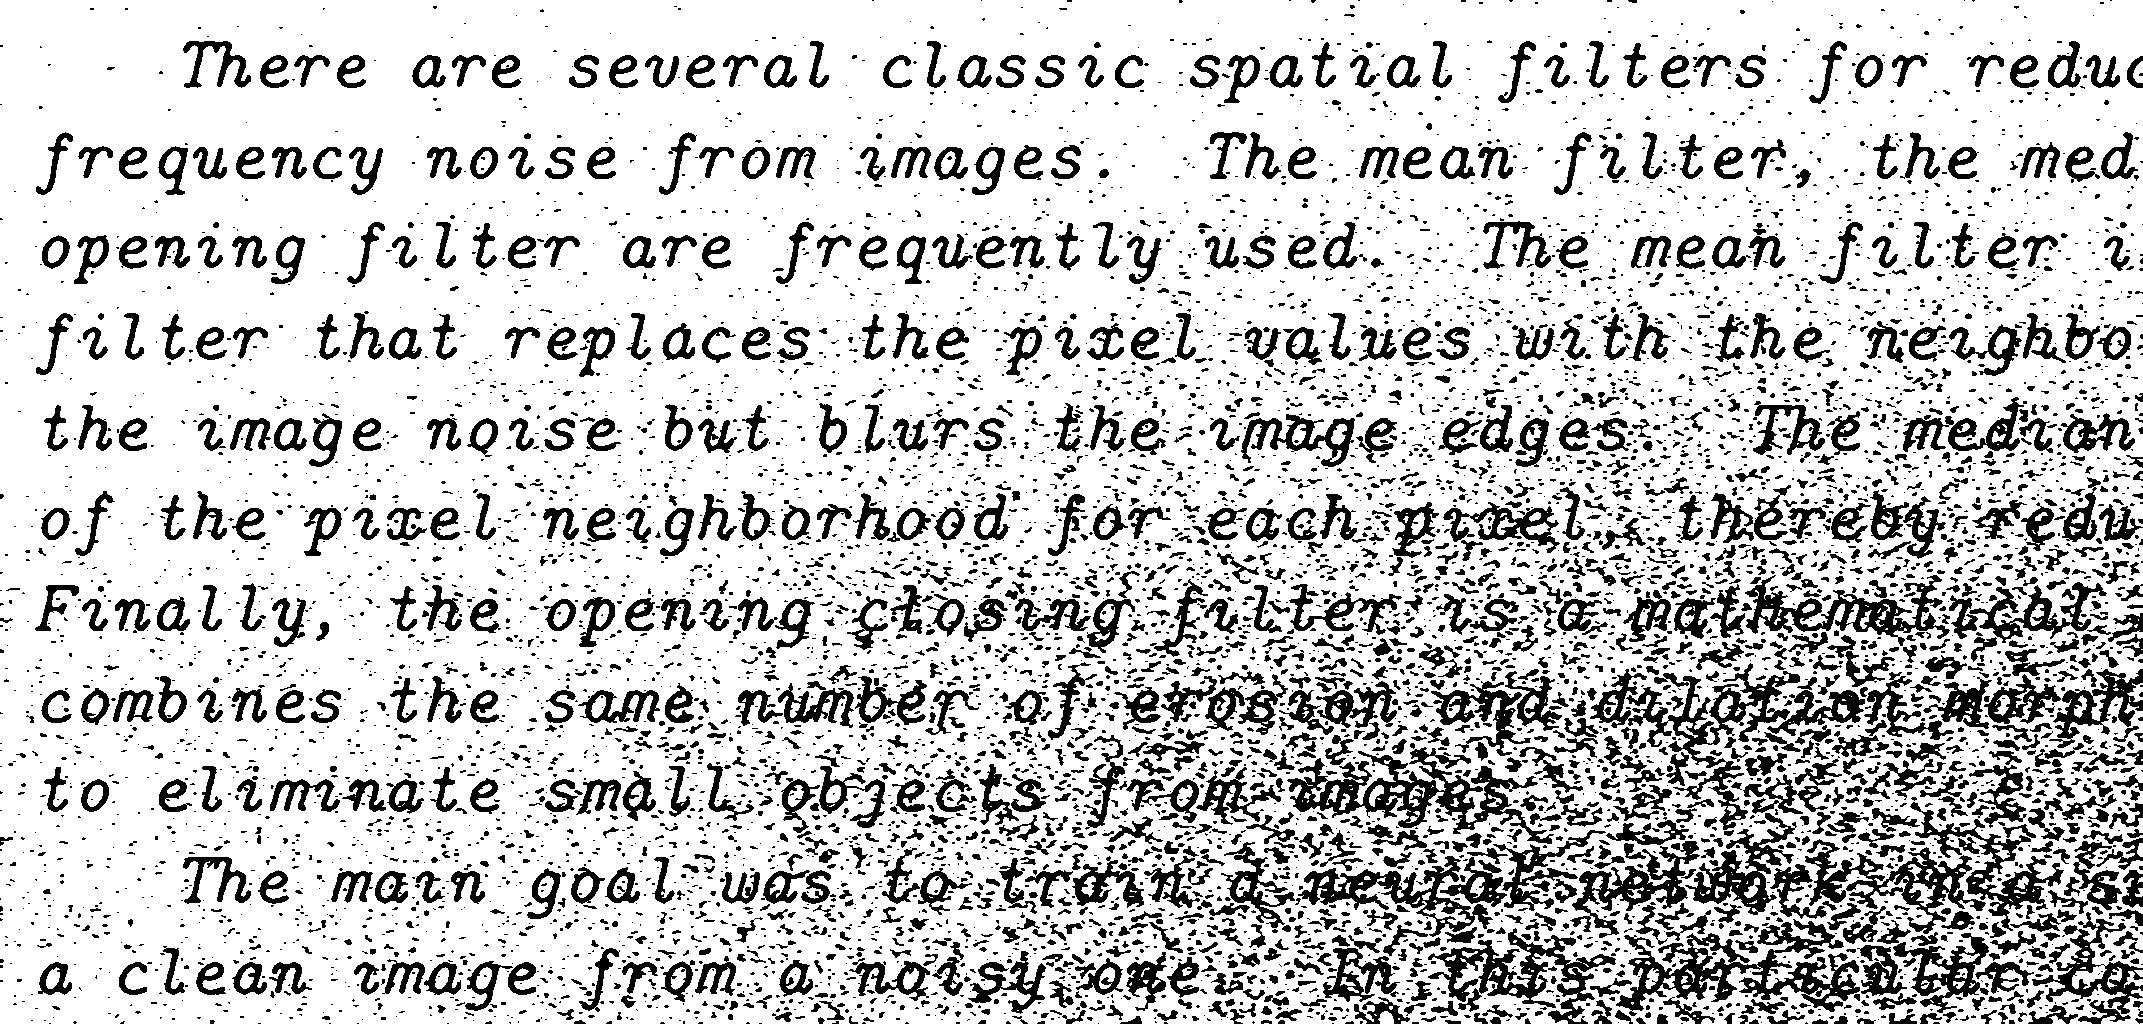 There are several classic spatial filters for reduc
frequency noise from images. The mean filter, the med
opening filter are frequently used. The mean filter i
filter that replaces the pixel values with the neighbo
the image noise but blurs the image edges. The median
of the pixel neighborhood for each pixel, thereby redu
Finally, the opening closing filter is a mathematical
combines the same number of erosion and dilation morph
to eliminate small objects from images.
The main goal was to train a neural network in a su
a clean image from a noisy one. In this particular ca